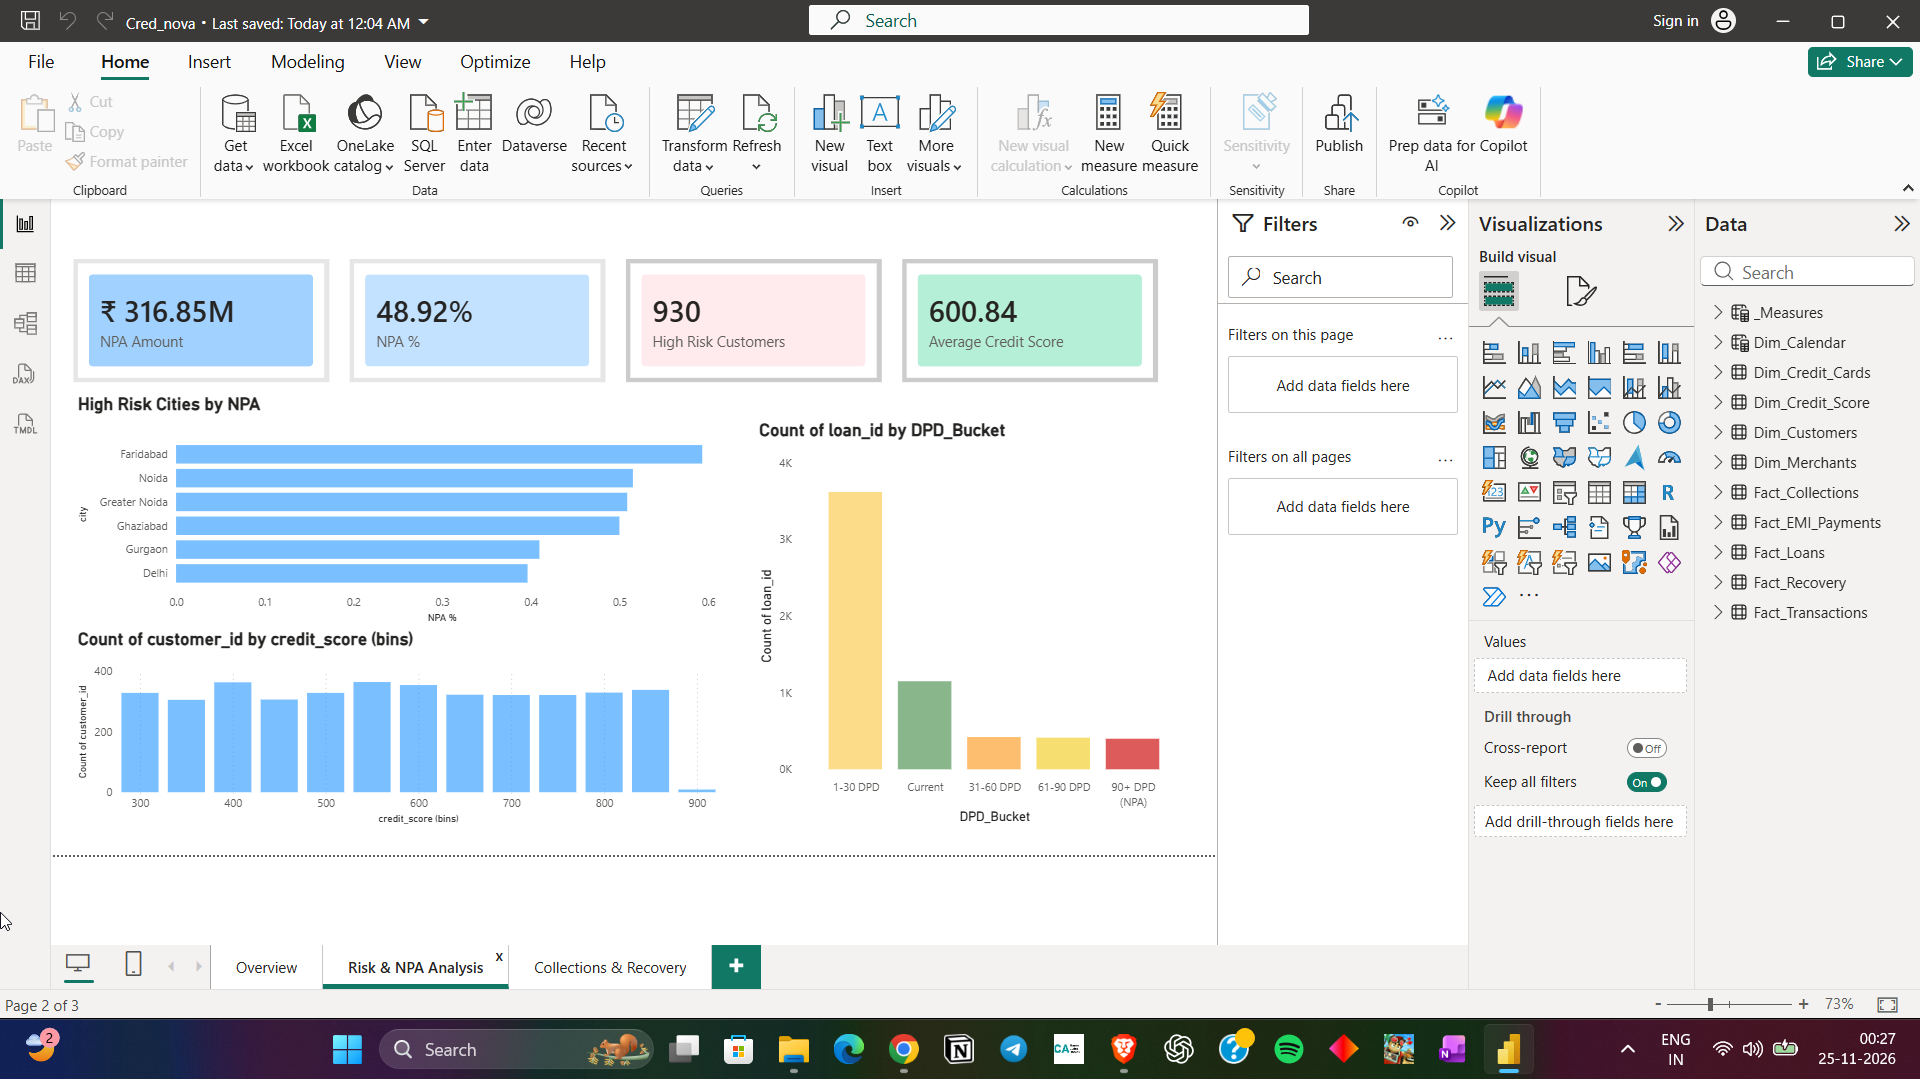 Cred_nova • Last saved: Today at 12:04 AM
Search
Sign in
File
Home
Insert
Modeling
View
Optimize
Help
Share
Paste
Cut
Copy
Format painter
Clipboard
Get data
Excel workbook
OneLake catalog
SQL Server
Enter data
Dataverse
Recent sources
Data
Transform data
Refresh
Queries
New visual
Text box
More visuals
Insert
New visual calculation
New measure
Quick measure
Calculations
Sensitivity
Sensitivity
Publish
Share
Prep data for AI
Copilot
Copilot
DAX
TMDL
₹ 316.85M
NPA Amount
48.92%
NPA %
930
High Risk Customers
600.84
Average Credit Score
High Risk Cities by NPA
city
Faridabad
Noida
Greater Noida
Ghaziabad
Gurgaon
Delhi
0.0 0.1 0.2 0.3 0.4 0.5 0.6
NPA %
Count of customer_id by credit_score (bins)
Count of customer_id
400
200
0
300 400 500 600 700 800 900
credit_score (bins)
Count of loan_id by DPD_Bucket
Count of loan_id
4K
3K
2K
1K
0K
1-30 DPD Current 31-60 DPD 61-90 DPD 90+ DPD
(NPA)
DPD_Bucket
Filters
Search
Filters on this page
...
Add data fields here
Filters on all pages
...
Add data fields here
Visualizations
Build visual
123
R
Py
...
Values
Add data fields here
Drill through
Cross-report
Off
Keep all filters
On
Add drill-through fields here
Data
Search
_Measures
Dim_Calendar
Dim_Credit_Cards
Dim_Credit_Score
Dim_Customers
Dim_Merchants
Fact_Collections
Fact_EMI_Payments
Fact_Loans
Fact_Recovery
Fact_Transactions
Overview
Risk & NPA Analysis
x
Collections & Recovery
+
Page 2 of 3
- + 73%
2
Search
ENG
IN
00:27
25-11-2026